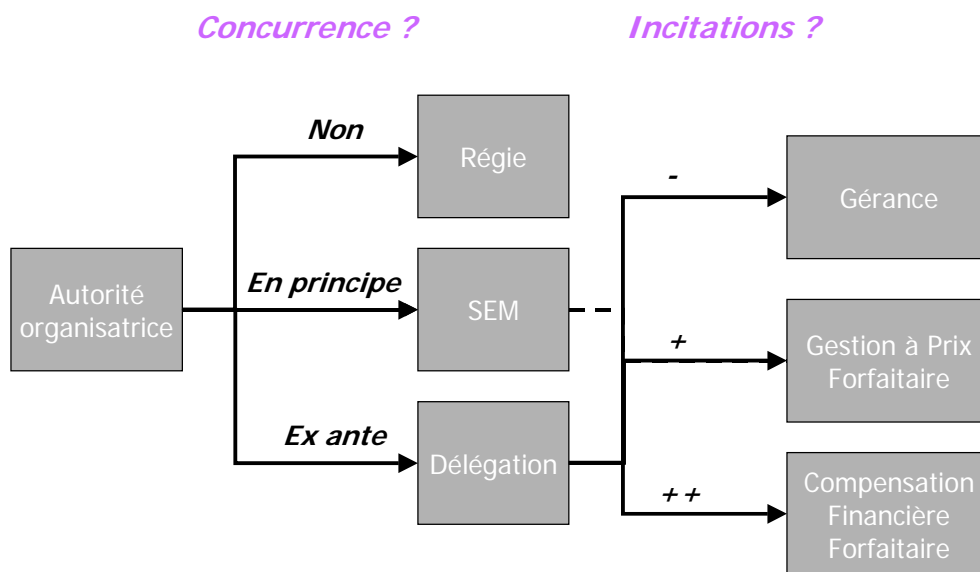 Concurrence ?
Incitations ?
Non
Régie
-
Gérance
Autorité
organisatrice
En principe
SEM
+
Gestion à Prix
Forfaitaire
Ex ante
Délégation
++
Compensation
Financière
Forfaitaire